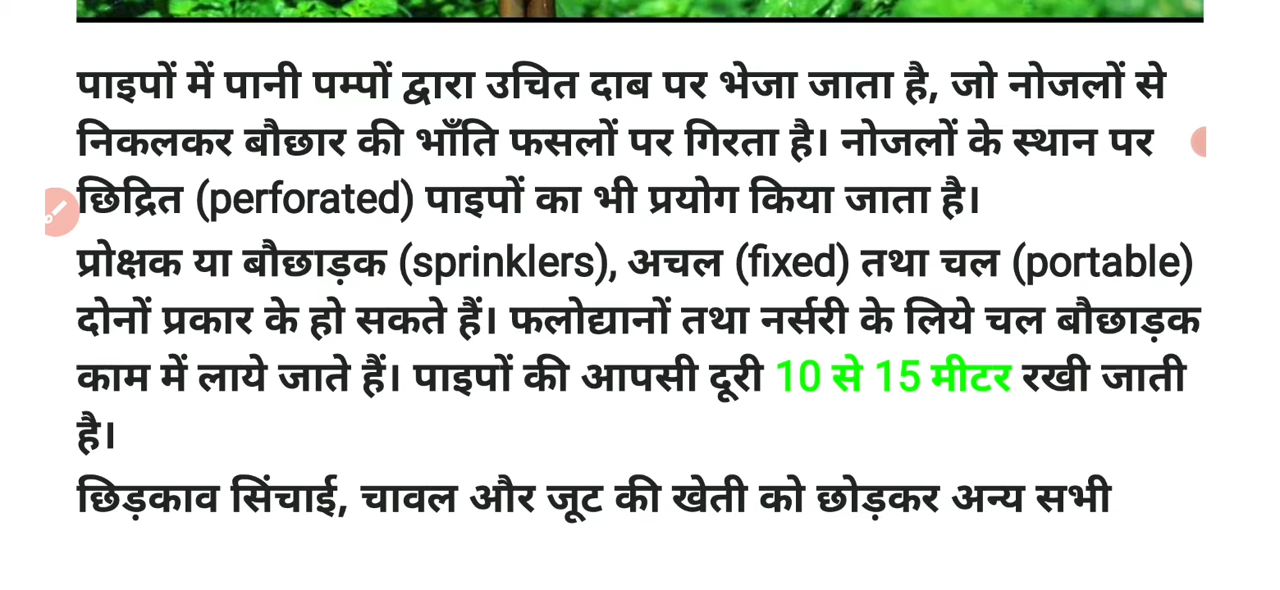 पाइपों में पानी पम्पों द्वारा उचित दाब पर भेजा जाता है, जो नोजलों से
निकलकर बौछार की भाँति फसलों पर गिरता है। नोजलों के स्थान पर
छिद्रित (perforated) पाइपों का भी प्रयोग किया जाता है।
प्रोक्षक या बौछाड़क (sprinklers), अचल (fixed) तथा चल (portable)
दोनों प्रकार के हो सकते हैं। फलोद्यानों तथा नर्सरी के लिये चल बौछाड़क
काम में लाये जाते हैं। पाइपों की आपसी दूरी 10 से 15 मीटर रखी जाती
है।
छिड़काव सिंचाई, चावल और जूट की खेती को छोड़कर अन्य सभी